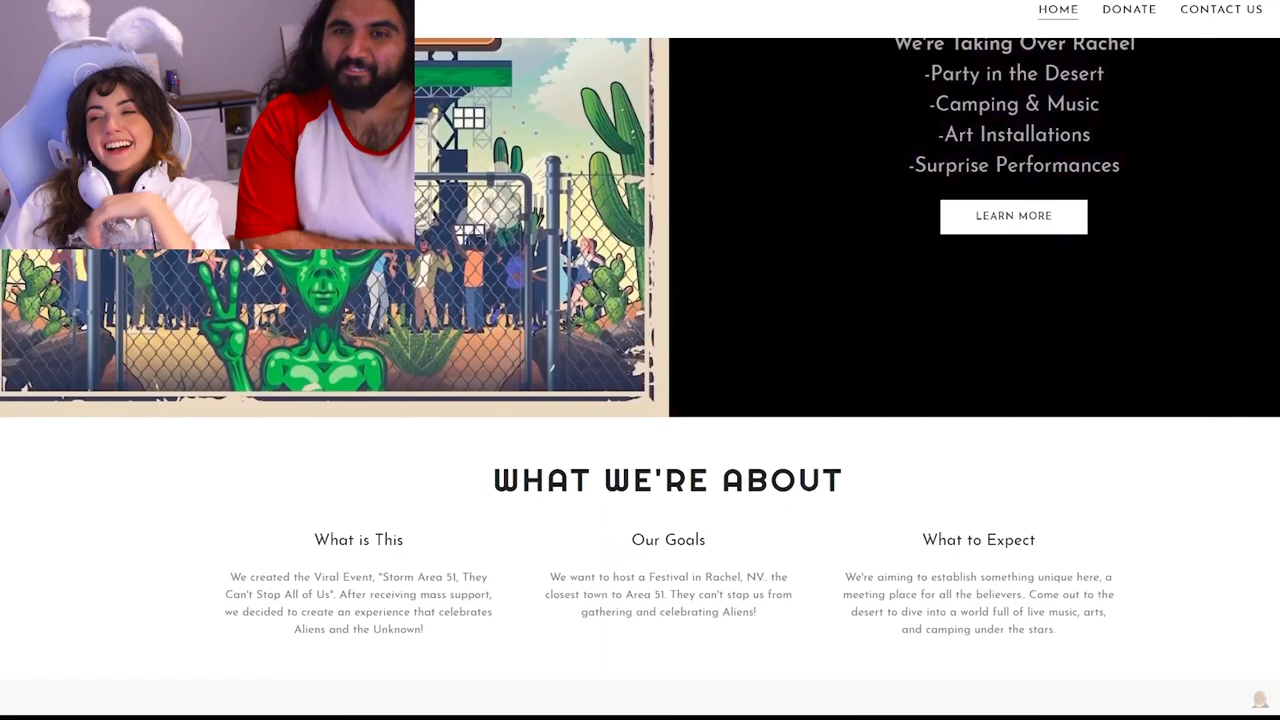 HOME DONATE CONTACT US
We're Taking Over Rachel
-Party in the Desert
-Camping & Music
-Art Installations
-Surprise Performances
LEARN MORE
WHAT WE'RE ABOUT
What is This
We created the Viral Event, "Storm Area 51, They
Can't Stop All of Us". After receiving mass support,
we decided to create an experience that celebrates
Aliens and the Unknown!
Our Goals
We want to host a Festival in Rachel, NV.. the
closest town to Area 51. They can't stop us from
gathering and celebrating Aliens!
What to Expect
We're aiming to establish something unique here, a
meeting place for all the believers.. Come out to the
desert to dive into a world full of live music, arts,
and camping under the stars.